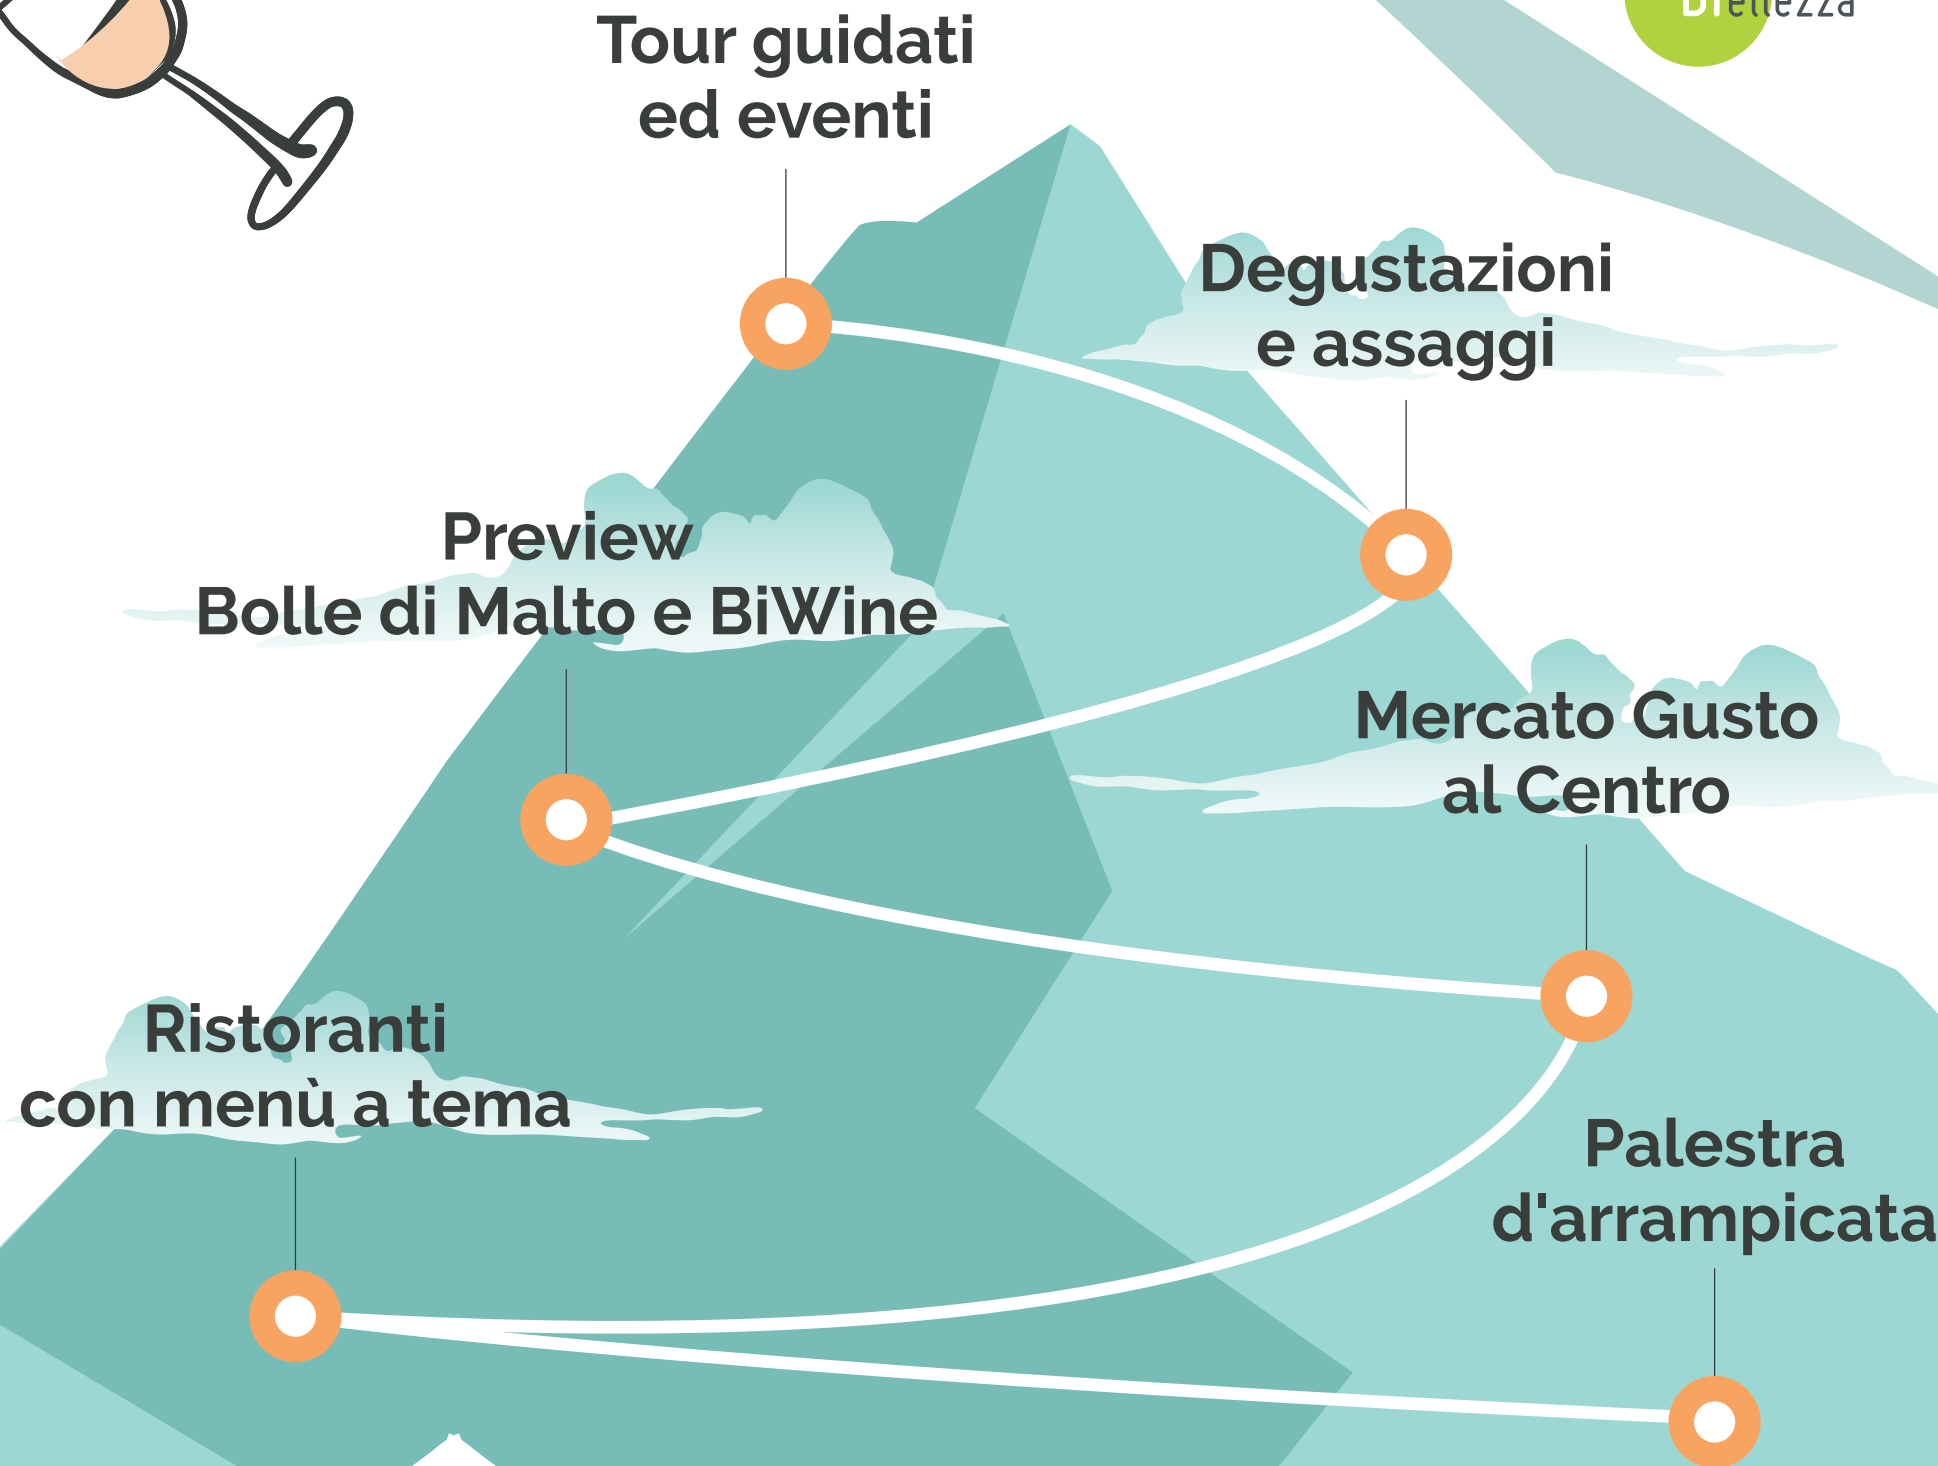 Biellezza
Tour guidati
ed eventi
Degustazioni
e assaggi
Preview
Bolle di Malto e BiWine
Mercato Gusto
al Centro
Ristoranti
con menù a tema
Palestra
d'arrampicata